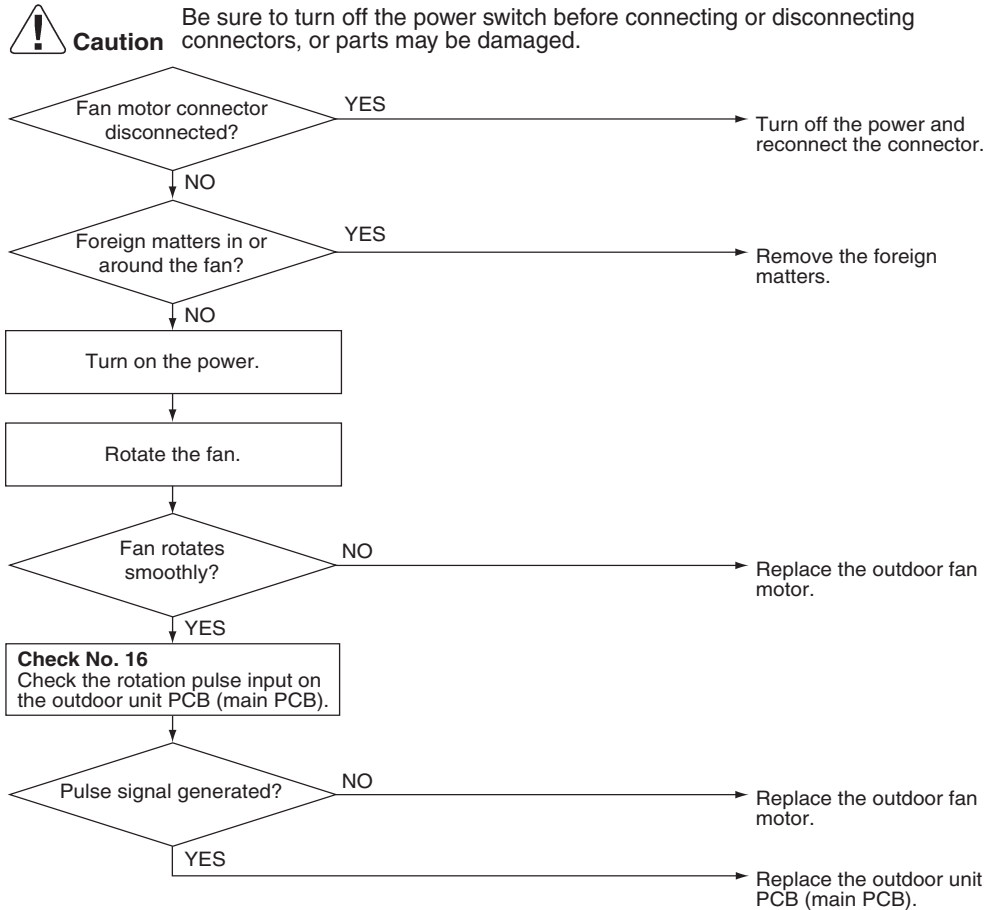 Be sure to turn off the power switch before connecting or disconnecting
Caution connectors, or parts may be damaged.
Fan motor connector
disconnected?
YES
Turn off the power and
reconnect the connector.
NO
Foreign matters in or
around the fan?
YES
Remove the foreign
matters.
NO
Turn on the power.
Rotate the fan.
Fan rotates
smoothly?
NO
Replace the outdoor fan
motor.
YES
Check No. 16
Check the rotation pulse input on
the outdoor unit PCB (main PCB).
Pulse signal generated?
NO
Replace the outdoor fan
motor.
YES
Replace the outdoor unit
PCB (main PCB).